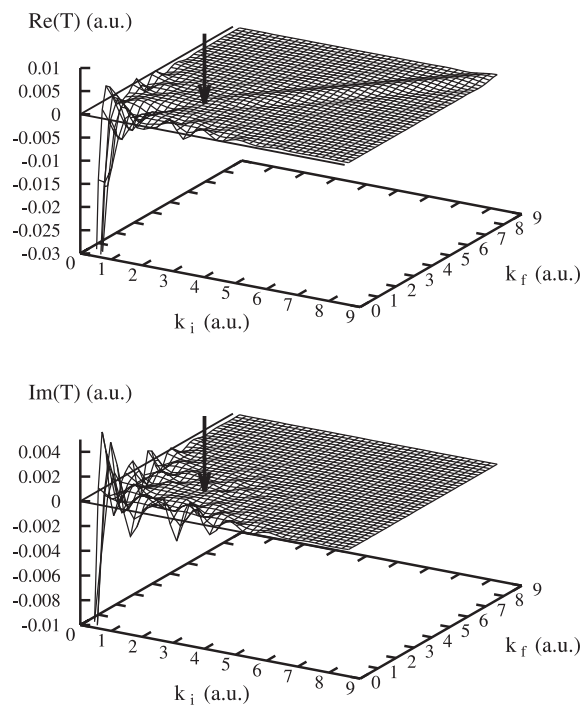 Re(T) (a.u.)
0.01
0.005
0
-0.005
-0.01
-0.015
-0.02
-0.025
-0.03
0 1 2 3 4 5 6 7 8 9
k i (a.u.)
0 1 2 3 4 5 6 7 8 9
k f (a.u.)
Im(T) (a.u.)
0.004
0.002
0
-0.002
-0.004
-0.006
-0.008
-0.01
0 1 2 3 4 5 6 7 8 9
k i (a.u.)
0 1 2 3 4 5 6 7 8 9
k f (a.u.)